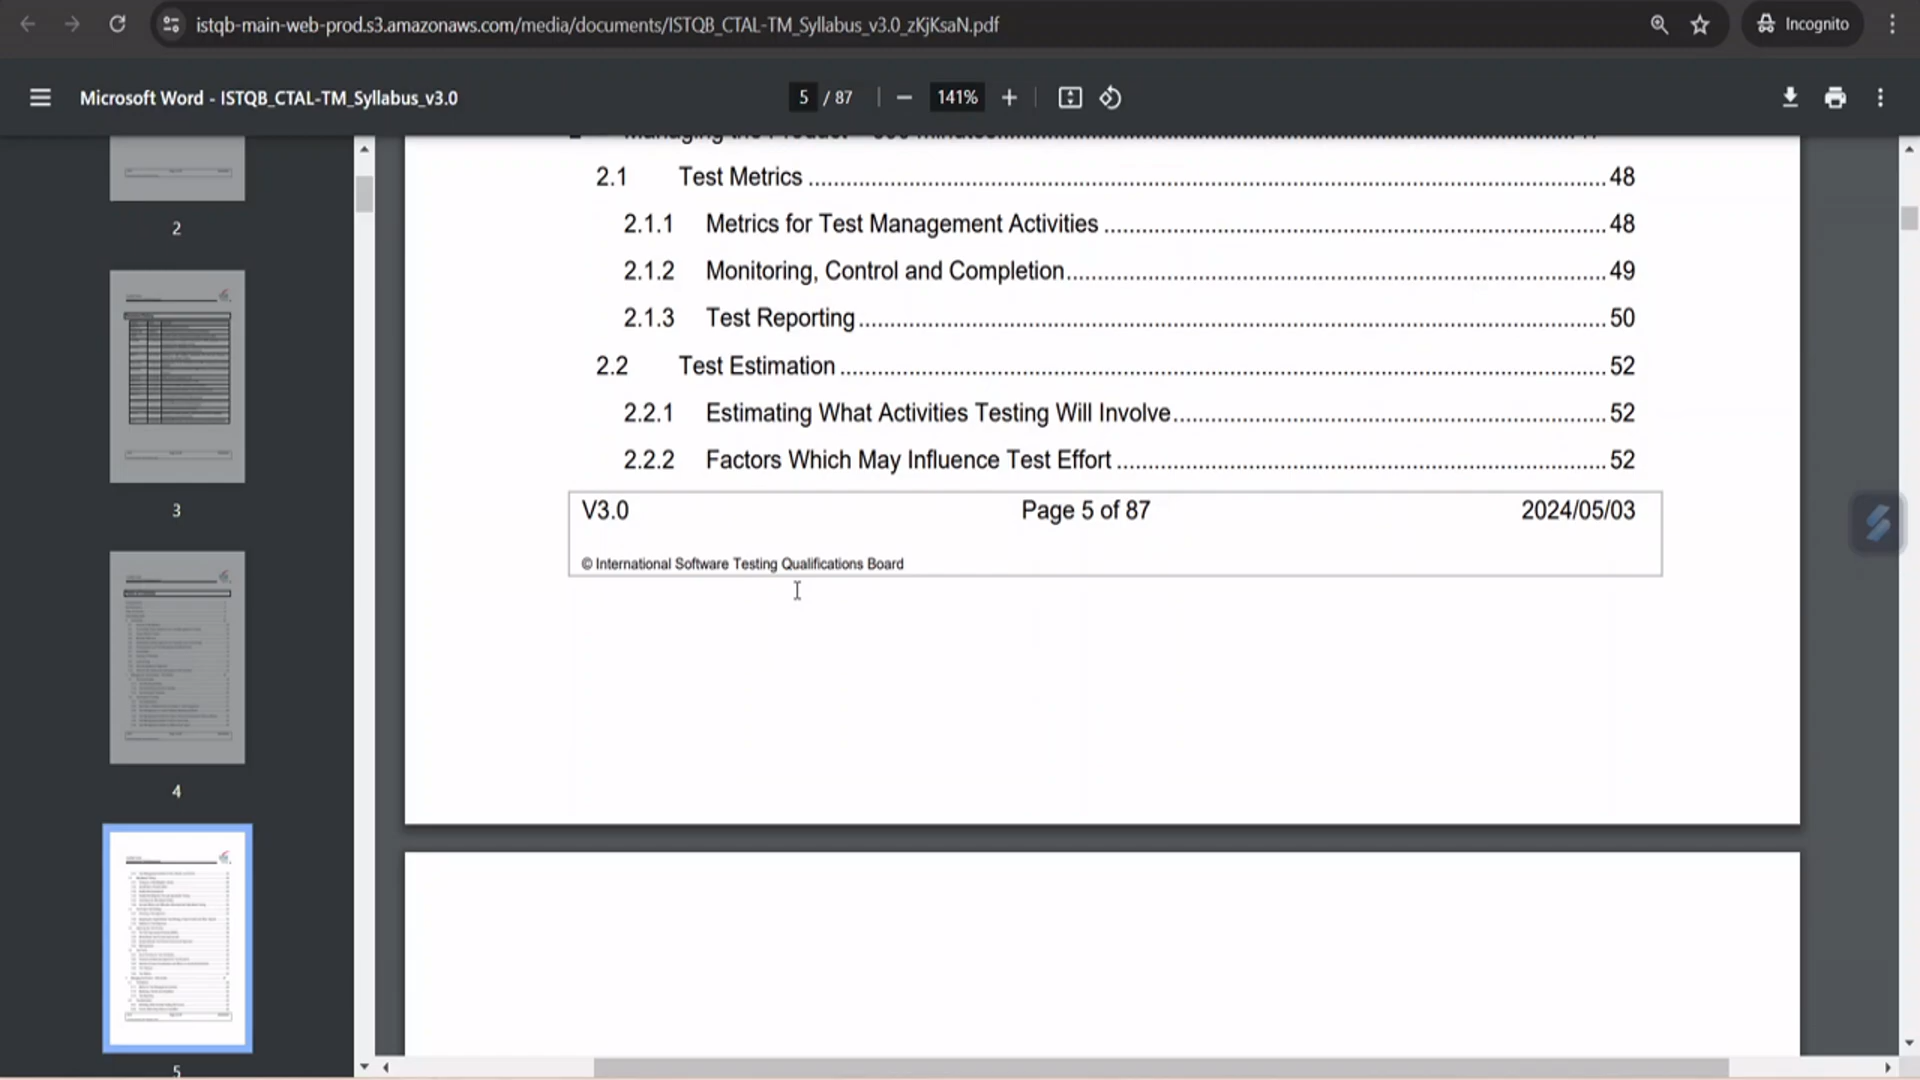 istqb-main-web-prod.s3.amazonaws.com/media/documents/ISTQB_CTAL-TM_Syllabus_v3.0_zKjKsaN.pdf
Incognito
Microsoft Word - ISTQB_CTAL-TM_Syllabus_v3.0
5 / 87
141%
2.1 Test Metrics 48
2.1.1 Metrics for Test Management Activities 48
2.1.2 Monitoring, Control and Completion 49
2.1.3 Test Reporting 50
2.2 Test Estimation 52
2.2.1 Estimating What Activities Testing Will Involve 52
2.2.2 Factors Which May Influence Test Effort 52
V3.0 Page 5 of 87 2024/05/03
© International Software Testing Qualifications Board
2
3
4
5